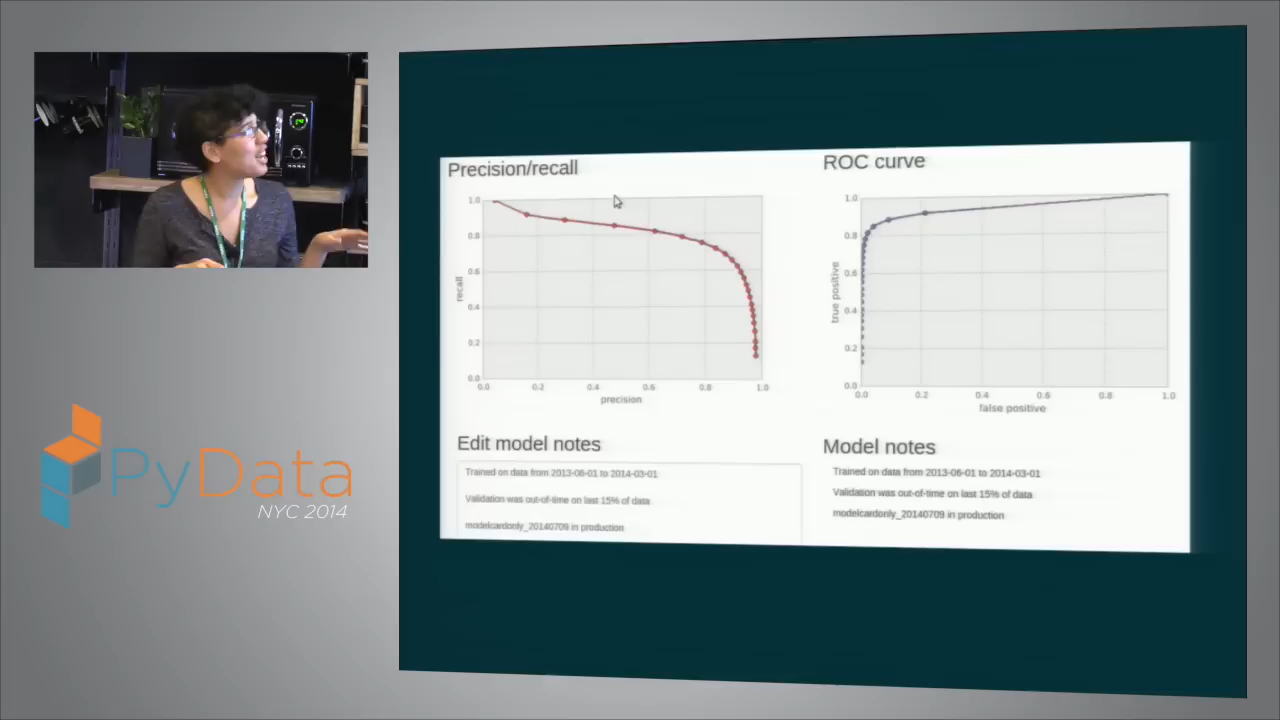 Precision/recall
1.0
0.8
0.6
0.4
0.2
0.0
recall
0.0 0.2 0.4 0.6 0.8 1.0
precision
ROC curve
1.0
0.8
0.6
0.4
0.2
0.0
true positive
0.0 0.2 0.4 0.6 0.8 1.0
false positive
Edit model notes
Trained on data from 2013-06-01 to 2014-03-01
Validation was out-of-time on last 15% of data
modelcardonly_20140709 in production
Model notes
Trained on data from 2013-06-01 to 2014-03-01
Validation was out-of-time on last 15% of data
modelcardonly_20140709 in production
PyData
NYC 2014